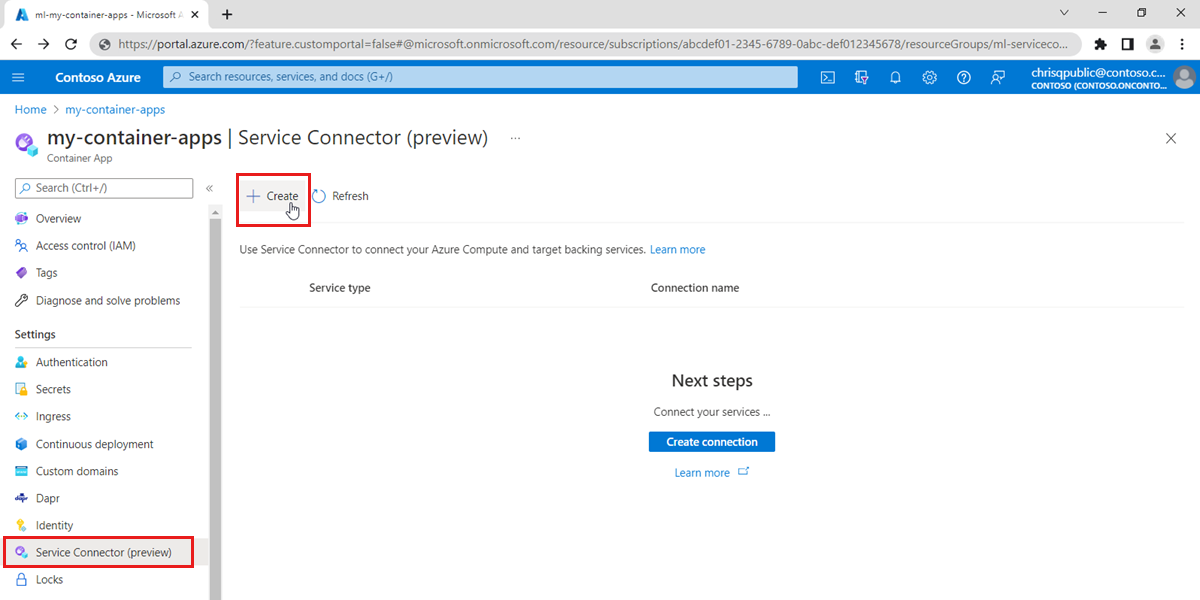 ml-my-container-apps - Microsoft A
https://portal.azure.com/?feature.customportal=false#@microsoft.onmicrosoft.com/resource/subscriptions/abcdef01-2345-6789-0abc-def012345678/resourceGroups/ml-serviceco...
Contoso Azure
Search resources, services, and docs (G+/)
chrisqpublic@contoso.c...
CONTOSO (CONTOSO.ONCONTO...
Home > my-container-apps
my-container-apps | Service Connector (preview) ...
Container App
Search (Ctrl+/)
«
Create
Refresh
Overview
Access control (IAM)
Tags
Diagnose and solve problems
Settings
Authentication
Secrets
Ingress
Continuous deployment
Custom domains
Dapr
Identity
Service Connector (preview)
Locks
Use Service Connector to connect your Azure Compute and target backing services. Learn more
Service type
Connection name
Next steps
Connect your services ...
Create connection
Learn more